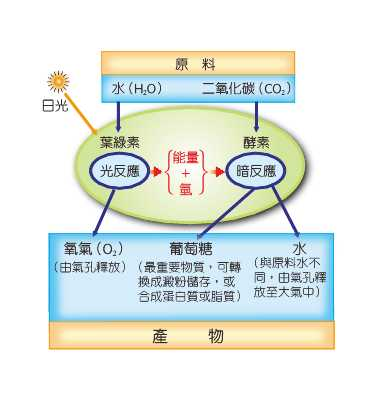 原 料
水(H₂O) 二氧化碳(CO₂)
日光
葉綠素 酵素
光反應 能量 + 氫 暗反應
氧氣(O₂) 葡萄糖 水
(由氣孔釋放)
(最重要物質,可轉
換成澱粉儲存,或
合成蛋白質或脂質)
(與原料水不
同,由氣孔釋
放至大氣中)
產 物